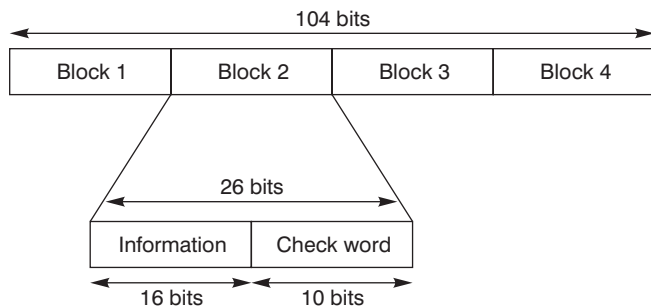 104 bits
Block 1 Block 2 Block 3 Block 4
26 bits
Information Check word
16 bits 10 bits